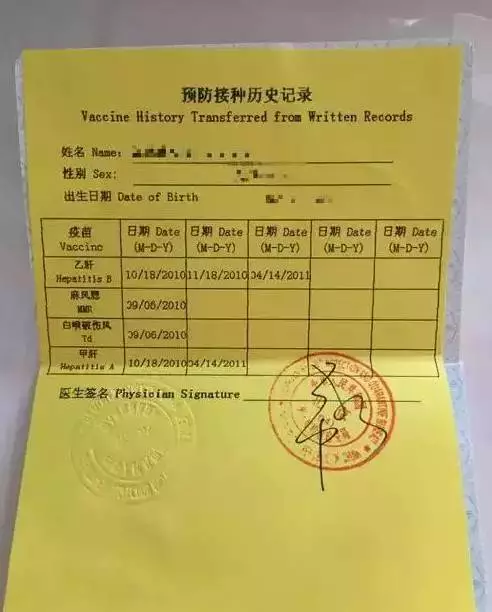 预防接种历史记录
Vaccine History Transferred from Written Records
姓名 Name:
性别 Sex:
出生日期 Date of Birth
疫苗 Vaccine 日期 Date (M-D-Y) 日期 Date (M-D-Y) 日期 Date (M-D-Y) 日期 Date (M-D-Y) 日期 Date (M-D-Y)
乙肝 Hepatitis B 10/18/2010 11/18/2010 04/14/2011
麻风腮 MMR 09/06/2010
白喉破伤风 Td 09/06/2010
甲肝 Hepatitis A 10/18/2010 04/14/2011
医生签名 Physician Signature